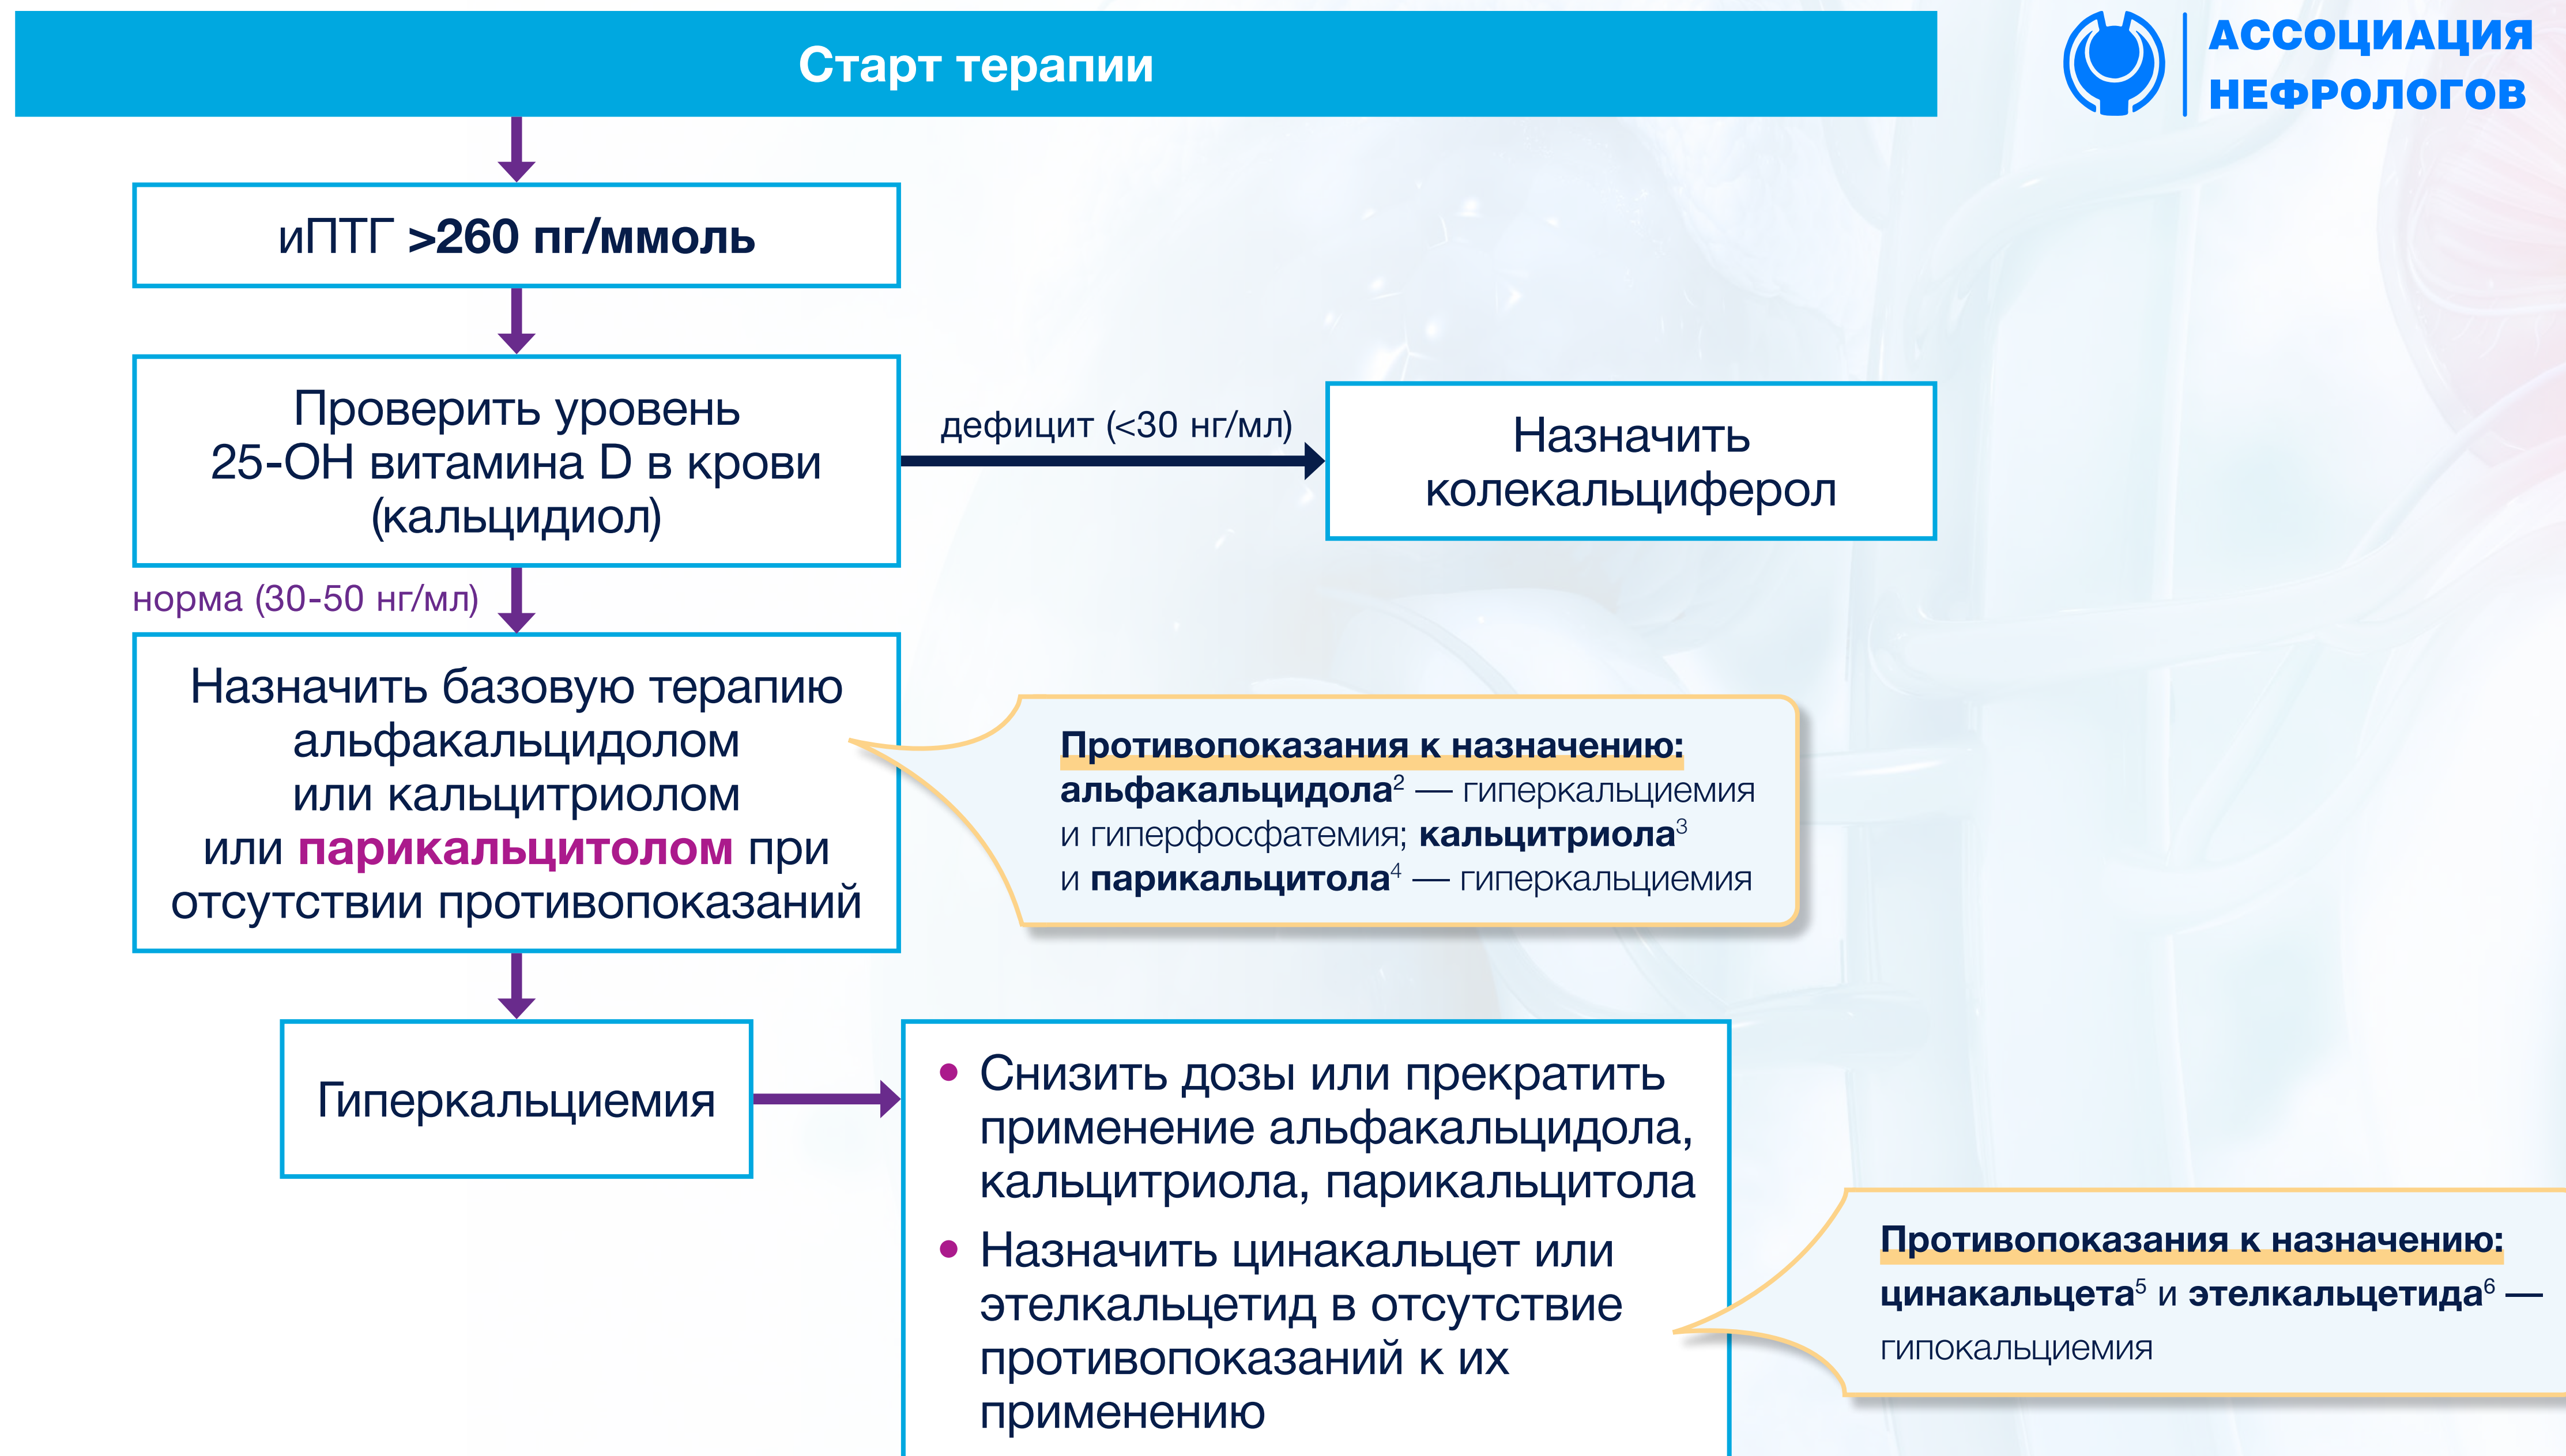 Старт терапии
АССОЦИАЦИЯ
НЕФРОЛОГОВ
иПТГ >260 пг/ммоль
Проверить уровень
25-ОН витамина D в крови
(кальцидиол)
дефицит (<30 нг/мл)
Назначить
колекальциферол
норма (30-50 нг/мл)
Назначить базовую терапию
альфакальцидолом
или кальцитриолом
или парикальцитолом при
отсутствии противопоказаний
Противопоказания к назначению:
альфакальцидола² — гиперкальциемия
и гиперфосфатемия; кальцитриола³
и парикальцитола⁴ — гиперкальциемия
Гиперкальциемия
• Снизить дозы или прекратить
применение альфакальцидола,
кальцитриола, парикальцитола
• Назначить цинакальцет или
этелкальцетид в отсутствие
противопоказаний к их
применению
Противопоказания к назначению:
цинакальцета⁵ и этелкальцетида⁶ —
гипокальциемия